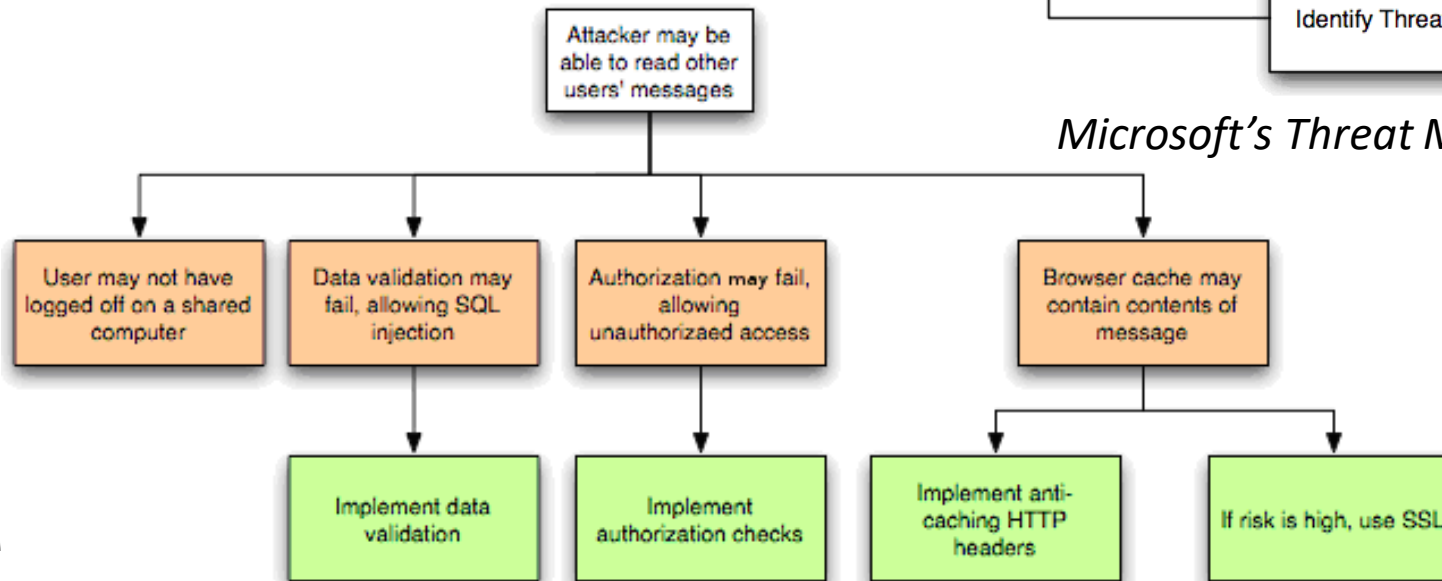 Attacker may be
able to read other
users' messages
Identify Threa
Microsoft's Threat M
User may not have
logged off on a shared
computer
Data validation may
fail, allowing SQL
injection
Authorization may fail,
allowing
unauthorizaed access
Browser cache may
contain contents of
message
Implement data
validation
Implement
authorization checks
Implement anti-
caching HTTP
headers
If risk is high, use SSL